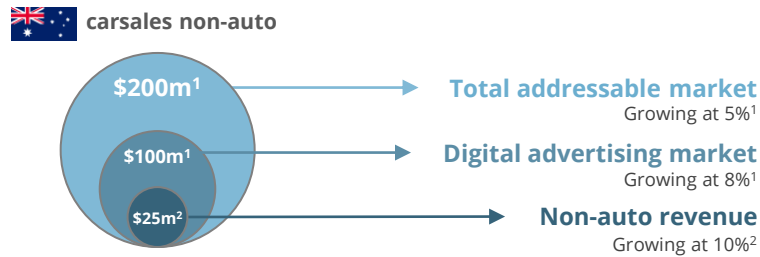 carsales non-auto
$200m¹
Total addressable market
Growing at 5%¹
$100m¹
Digital advertising market
Growing at 8%¹
$25m²
Non-auto revenue
Growing at 10%²